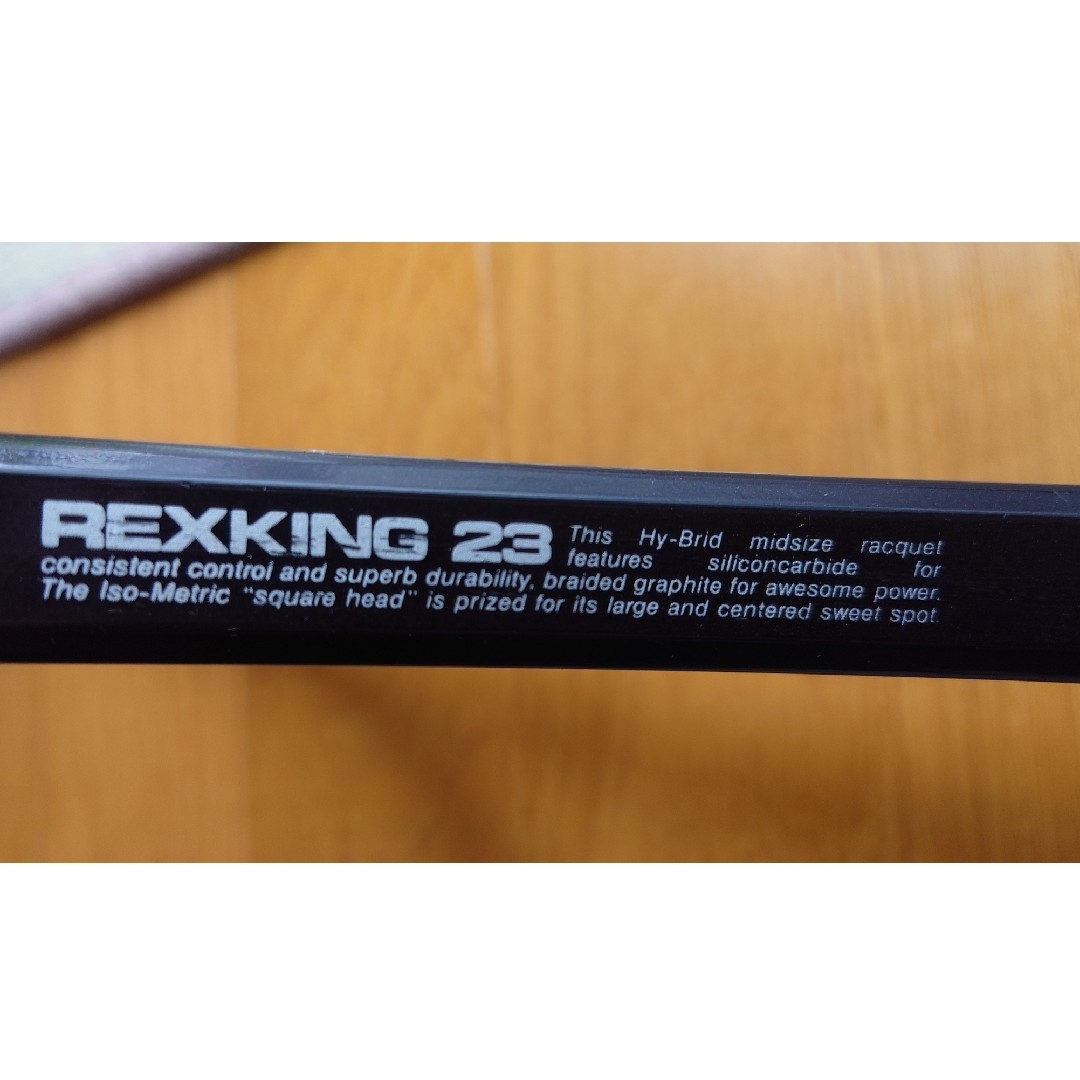 REXKING 23 This Hy-Brid midsize racquet
features siliconcarbide for
consistent control and superb durability, braided graphite for awesome power.
The Iso-Metric "square head" is prized for its large and centered sweet spot.